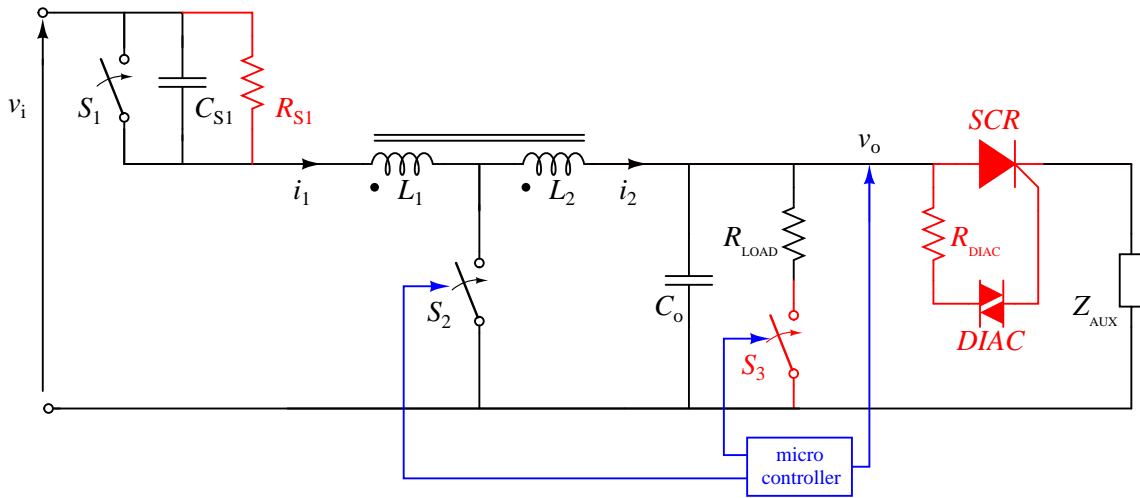 v_i
S_1
C_S1
R_S1
i_1
L_1
L_2
i_2
v_o
SCR
S_2
C_o
R_LOAD
S_3
R_DIAC
DIAC
Z_AUX
micro
controller